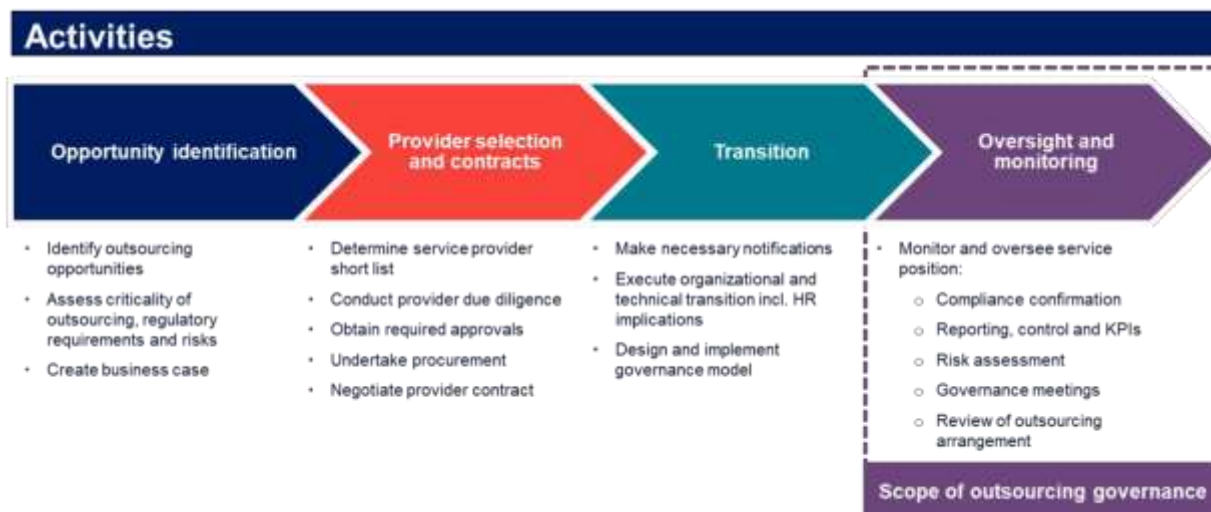 Activities
Opportunity identification
Provider selection
and contracts
Transition
Oversight and
monitoring
• Identify outsourcing
opportunities
• Assess criticality of
outsourcing, regulatory
requirements and risks
• Create business case
• Determine service provider
short list
• Conduct provider due diligence
• Obtain required approvals
• Undertake procurement
• Negotiate provider contract
• Make necessary notifications
• Execute organizational and
technical transition incl. HR
implications
• Design and implement
governance model
• Monitor and oversee service
position:
o Compliance confirmation
o Reporting, control and KPIs
o Risk assessment
o Governance meetings
o Review of outsourcing
arrangement
Scope of outsourcing governance